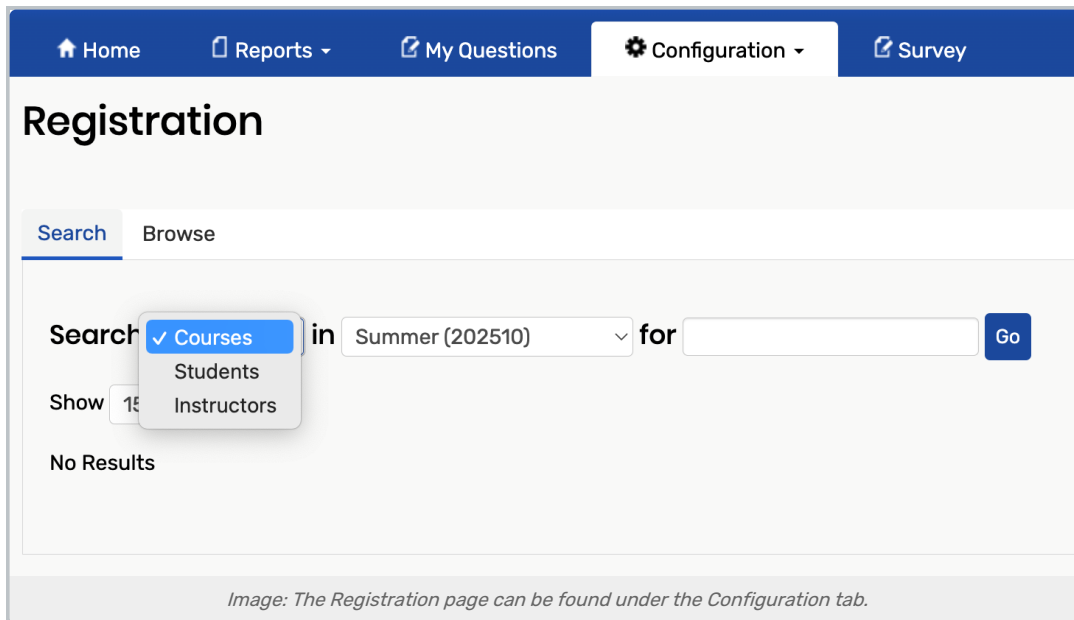 Home Reports My Questions Configuration Survey
Registration
Search Browse
Search Courses in Summer (202510) for Go
Students
Show 15 Instructors
No Results
Image: The Registration page can be found under the Configuration tab.